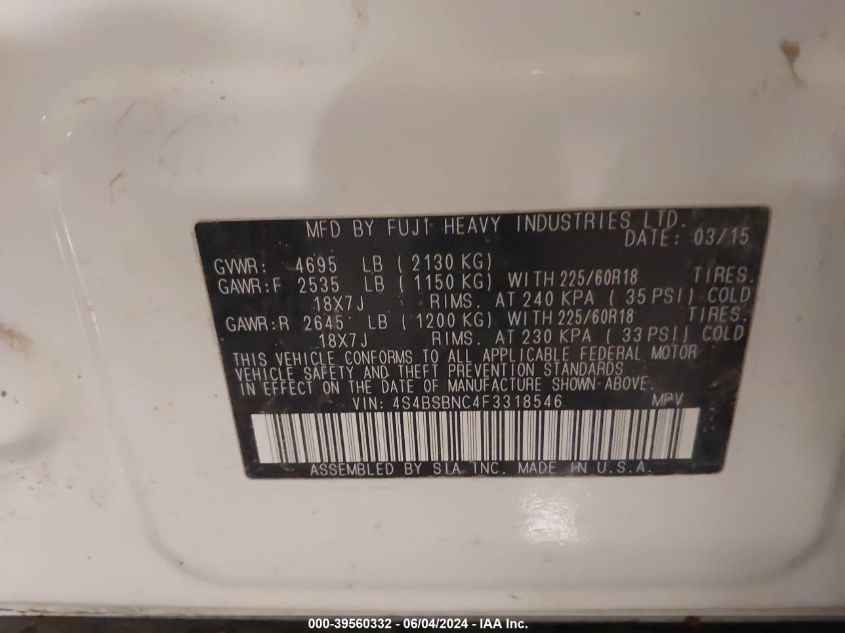 MFD BY FUJI HEAVY INDUSTRIES LTD.
DATE: 03/15
GVWR: 4695 LB ( 2130 KG)
GAWR:F 2535 LB ( 1150 KG) WITH 225/60R18 TIRES.
18X7J RIMS. AT 240 KPA ( 35 PSI) COLD
GAWR:R 2645 LB ( 1200 KG) WITH 225/60R18 TIRES.
18X7J RIMS. AT 230 KPA ( 33 PSI) COLD
THIS VEHICLE CONFORMS TO ALL APPLICABLE FEDERAL MOTOR
VEHICLE SAFETY AND THEFT PREVENTION STANDARDS
IN EFFECT ON THE DATE OF MANUFACTURE SHOWN ABOVE.
VIN: 4S4BSBNC4F3318546 MPV
ASSEMBLED BY SIA, INC. MADE IN U.S.A.
000-39560332 - 06/04/2024 - IAA Inc.